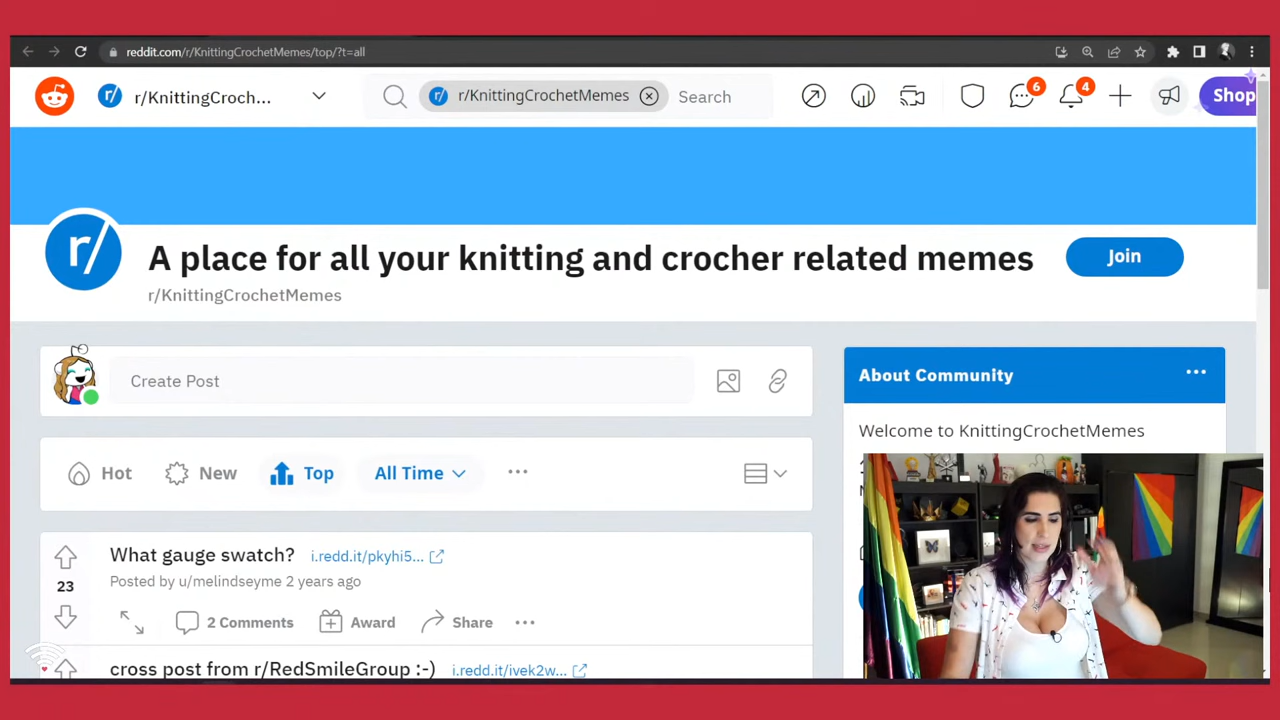 reddit.com/r/KnittingCrochetMemes/top/?t=all
r/KnittingCroch...
r/KnittingCrochetMemes
Search
6
4
Shop
r/
A place for all your knitting and crocher related memes
Join
r/KnittingCrochetMemes
Create Post
About Community
Welcome to KnittingCrochetMemes
Hot
New
Top
All Time
What gauge swatch? i.redd.it/pkyhi5...
Posted by u/melindseyme 2 years ago
23
2 Comments
Award
Share
cross post from r/RedSmileGroup :-) i.redd.it/ivek2w...